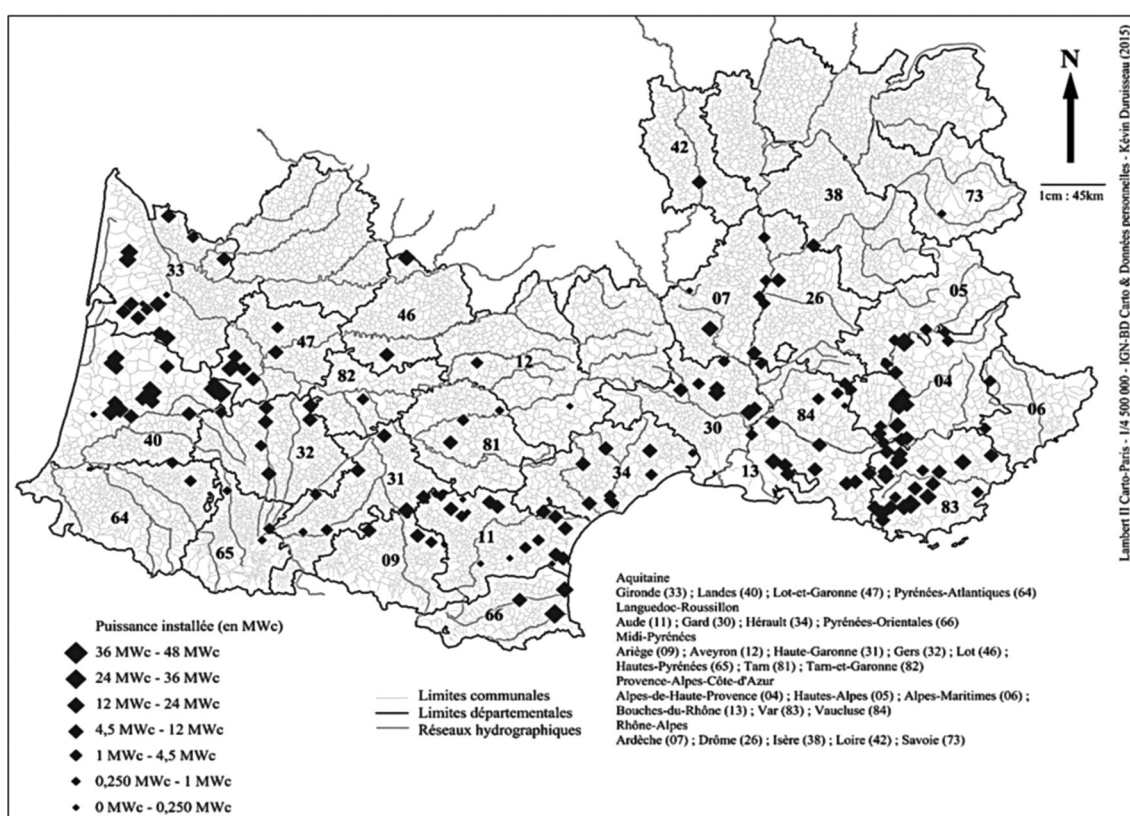 N
1cm : 45km
Lambert II Carto-Paris - 1/4 500 000 - IGN-BD Carto & Données personnelles - Kévin Duruisseau (2015)
42
38
73
33
07
26
05
46
47
12
04
82
06
84
30
40
32
81
31
34
13
83
64
65
11
09
66
Puissance installée (en MWc)
36 MWc - 48 MWc
24 MWc - 36 MWc
12 MWc - 24 MWc
4,5 MWc - 12 MWc
1 MWc - 4,5 MWc
0,250 MWc - 1 MWc
0 MWc - 0,250 MWc
Limites communales
Limites départementales
Réseaux hydrographiques
Aquitaine
Gironde (33) ; Landes (40) ; Lot-et-Garonne (47) ; Pyrénées-Atlantiques (64)
Languedoc-Roussillon
Aude (11) ; Gard (30) ; Hérault (34) ; Pyrénées-Orientales (66)
Midi-Pyrénées
Ariège (09) ; Aveyron (12) ; Haute-Garonne (31) ; Gers (32) ; Lot (46) ;
Hautes-Pyrénées (65) ; Tarn (81) ; Tarn-et-Garonne (82)
Provence-Alpes-Côte-d'Azur
Alpes-de-Haute-Provence (04) ; Hautes-Alpes (05) ; Alpes-Maritimes (06) ;
Bouches-du-Rhône (13) ; Var (83) ; Vaucluse (84)
Rhône-Alpes
Ardèche (07) ; Drôme (26) ; Isère (38) ; Loire (42) ; Savoie (73)